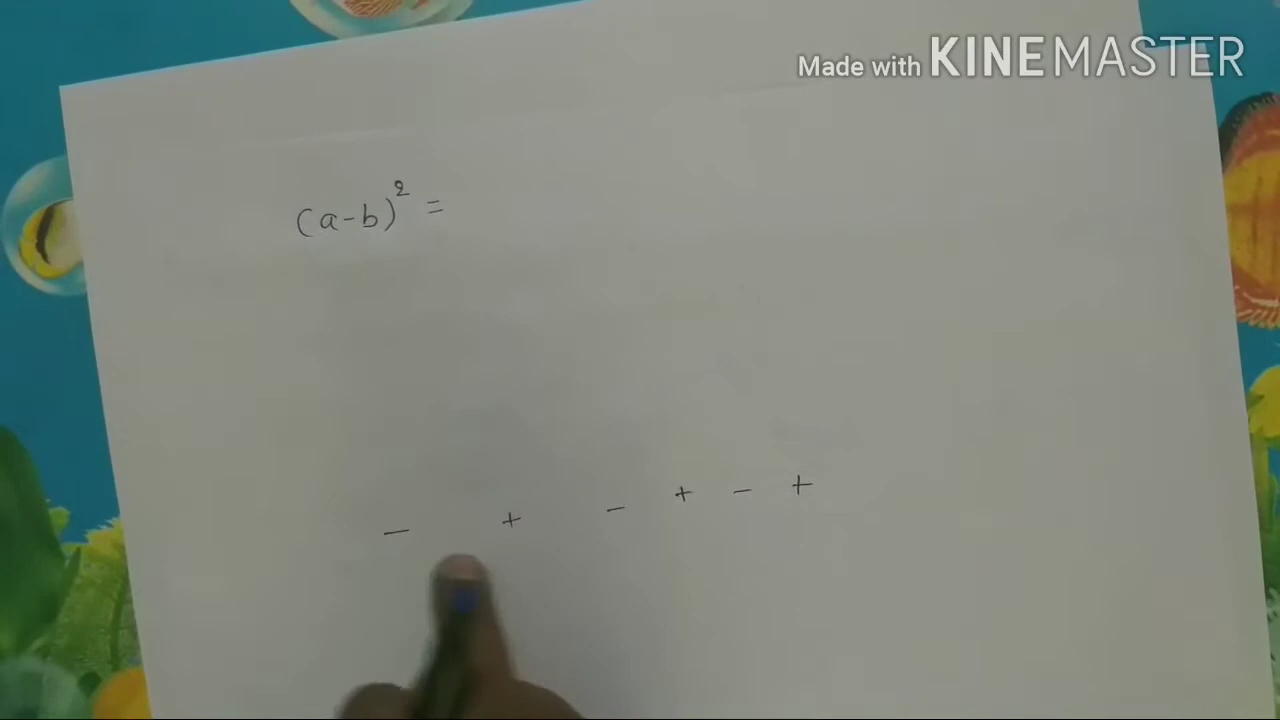 Made with KINEMASTER
(a-b)² =
− + − + − +